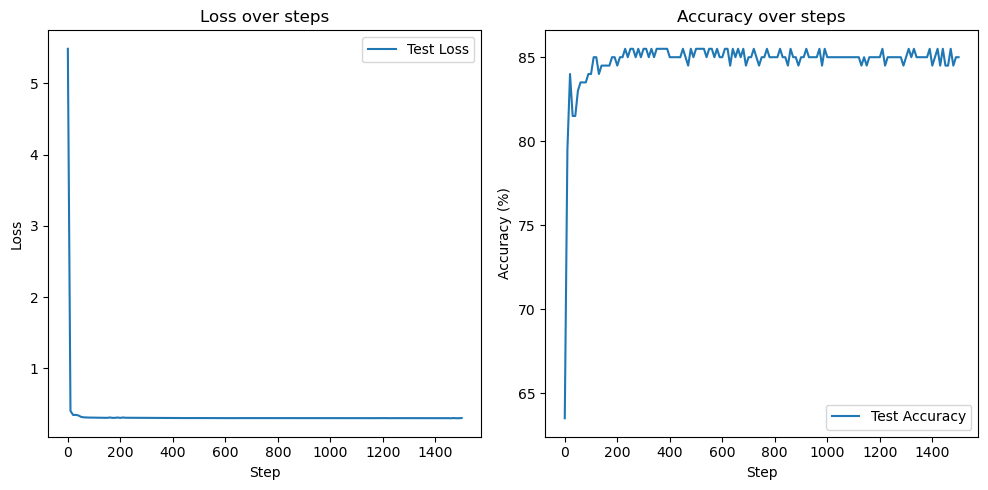 Loss over steps
Test Loss
5
4
3
2
1
Loss
0 200 400 600 800 1000 1200 1400
Step
Accuracy over steps
85
80
75
70
65
Accuracy (%)
Test Accuracy
0 200 400 600 800 1000 1200 1400
Step